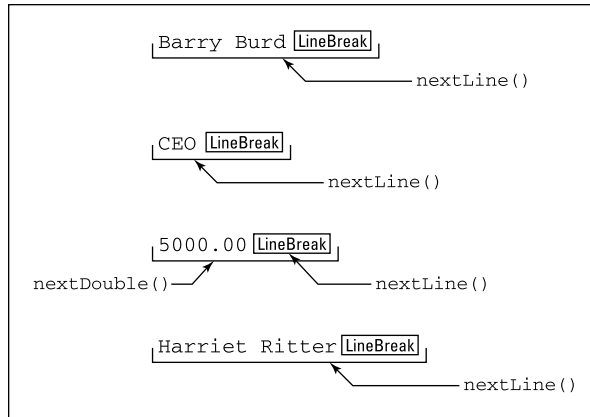 Barry Burd LineBreak
nextLine()
CEO LineBreak
nextLine()
5000.00 LineBreak
nextDouble() nextLine()
Harriet Ritter LineBreak
nextLine()